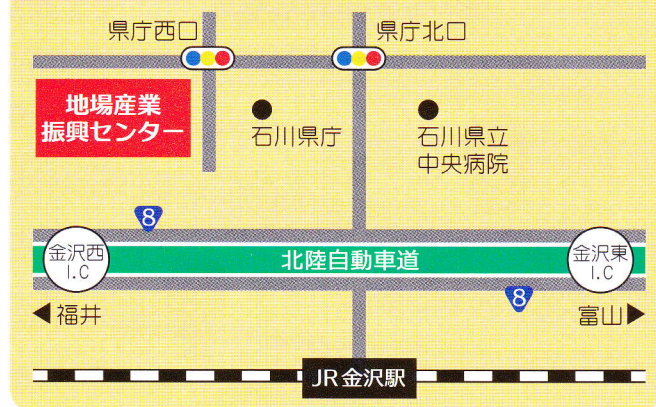 県庁西口
県庁北口
地場産業
振興センター
石川県庁
石川県立
中央病院
8
金沢西
I.C
北陸自動車道
金沢東
I.C
福井
8
富山
JR金沢駅